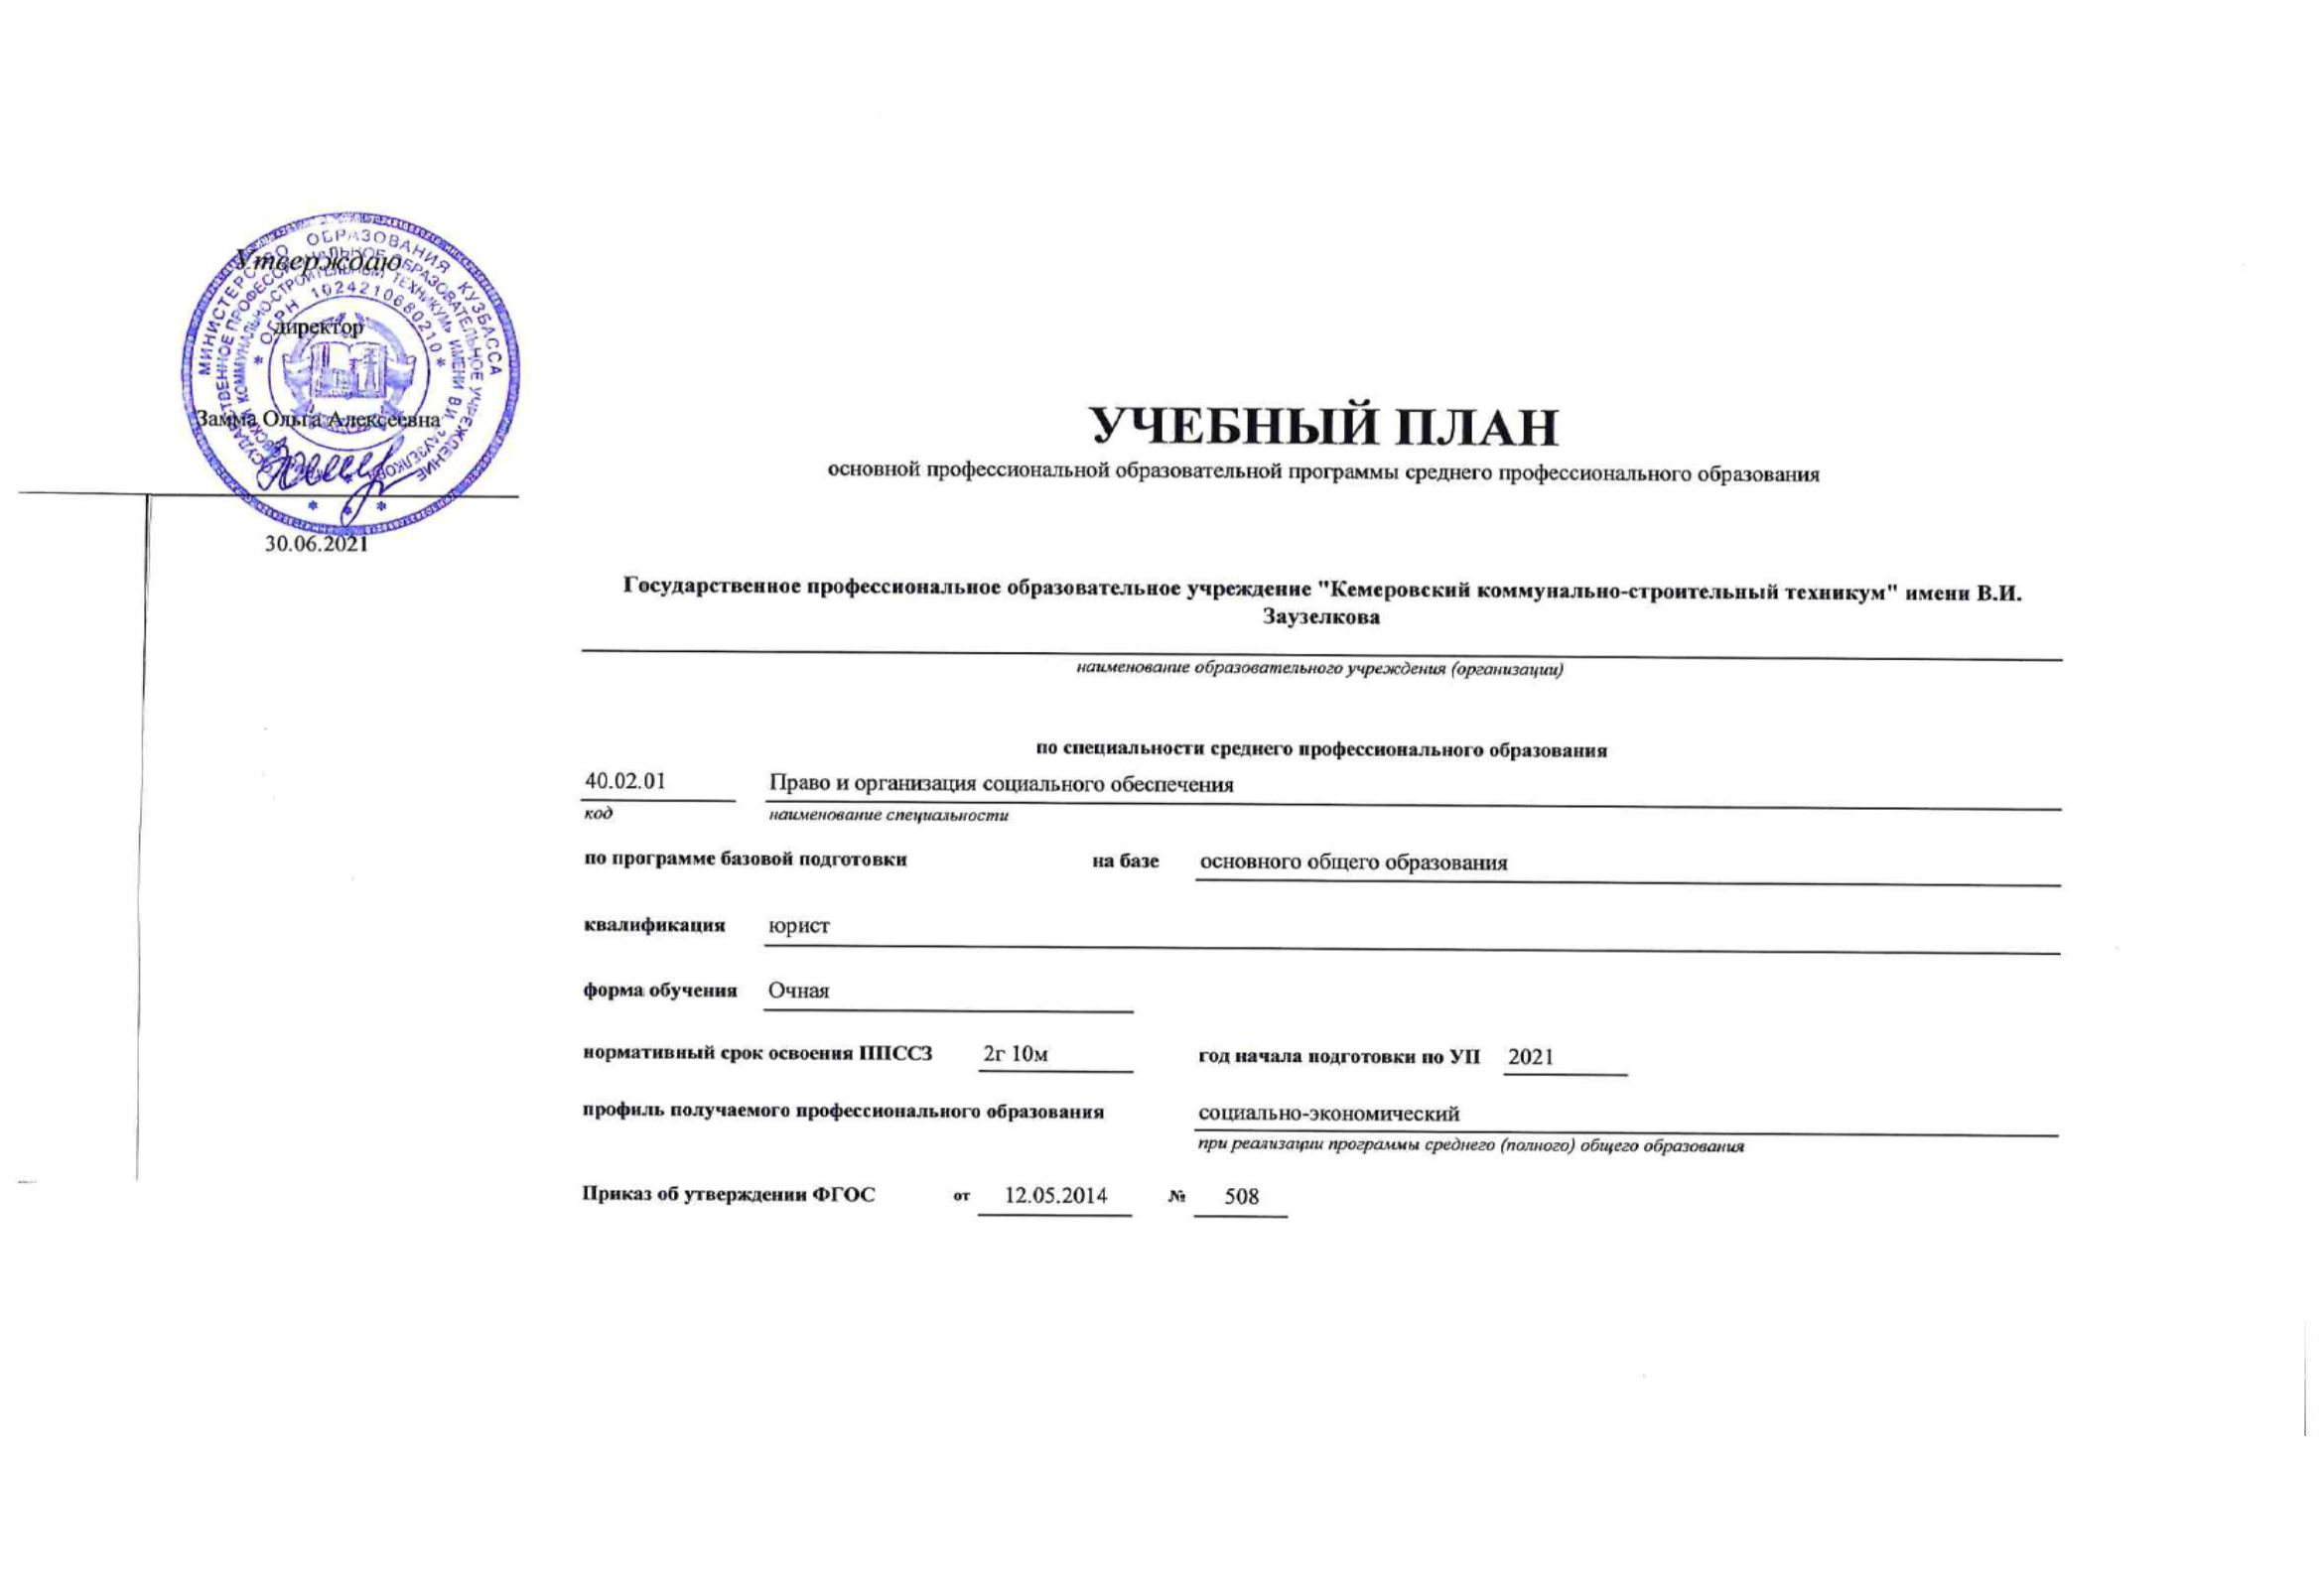 Утверждаю
директор
Замма Ольга Алексеевна
30.06.2021
МИНИСТЕРСТВО ОБРАЗОВАНИЯ КУЗБАССА
ОГРН 1024210680210
УЧЕБНЫЙ ПЛАН
основной профессиональной образовательной программы среднего профессионального образования
Государственное профессиональное образовательное учреждение "Кемеровский коммунально-строительный техникум" имени В.И.
Заузелкова
наименование образовательного учреждения (организации)
по специальности среднего профессионального образования
40.02.01 Право и организация социального обеспечения
код наименование специальности
по программе базовой подготовки на базе основного общего образования
квалификация юрист
форма обучения Очная
нормативный срок освоения ППССЗ 2г 10м год начала подготовки по УП 2021
профиль получаемого профессионального образования социально-экономический
при реализации программы среднего (полного) общего образования
Приказ об утверждении ФГОС от 12.05.2014 № 508